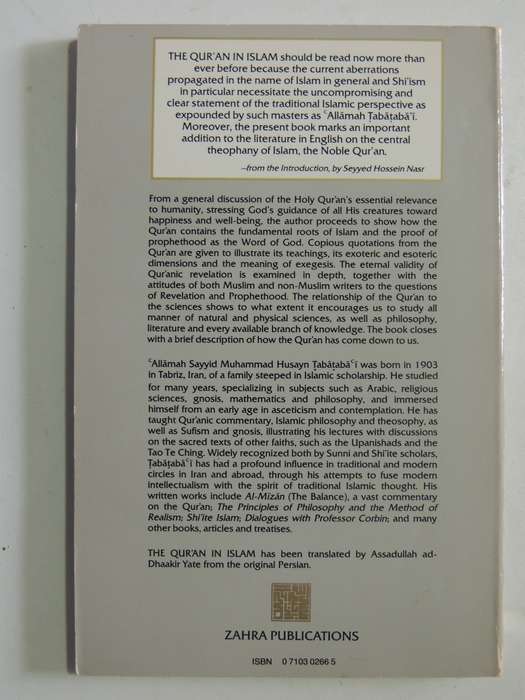 THE QUR'AN IN ISLAM should be read now more than
ever before because the current aberrations
propagated in the name of Islam in general and Shi'ism
in particular necessitate the uncompromising and
clear statement of the traditional Islamic perspective as
expounded by such masters as ʿAllāmah Ṭabāṭabāʾī.
Moreover, the present book marks an important
addition to the literature in English on the central
theophany of Islam, the Noble Qur'an.
—from the Introduction, by Seyyed Hossein Nasr
From a general discussion of the Holy Qur'an's essential relevance
to humanity, stressing God's guidance of all His creatures toward
happiness and well-being, the author proceeds to show how the
Qur'an contains the fundamental roots of Islam and the proof of
prophethood as the Word of God. Copious quotations from the
Qur'an are given to illustrate its teachings, its exoteric and esoteric
dimensions and the meaning of exegesis. The eternal validity of
Qur'anic revelation is examined in depth, together with the
attitudes of both Muslim and non-Muslim writers to the questions
of Revelation and Prophethood. The relationship of the Qur'an to
the sciences shows to what extent it encourages us to study all
manner of natural and physical sciences, as well as philosophy,
literature and every available branch of knowledge. The book closes
with a brief description of how the Qur'an has come down to us.
ʿAllāmah Sayyid Muhammad Husayn Ṭabāṭabāʿī was born in 1903
in Tabriz, Iran, of a family steeped in Islamic scholarship. He studied
for many years, specializing in subjects such as Arabic, religious
sciences, gnosis, mathematics and philosophy, and immersed
himself from an early age in asceticism and contemplation. He has
taught Qur'anic commentary, Islamic philosophy and theosophy, as
well as Sufism and gnosis, illustrating his lectures with discussions
on the sacred texts of other faiths, such as the Upanishads and the
Tao Te Ching. Widely recognized both by Sunni and Shi'ite scholars,
Ṭabāṭabāʿī has had a profound influence in traditional and modern
circles in Iran and abroad, through his attempts to fuse modern
intellectualism with the spirit of traditional Islamic thought. His
written works include Al-Mīzān (The Balance), a vast commentary
on the Qur'an; The Principles of Philosophy and the Method of
Realism; Shi'ite Islam; Dialogues with Professor Corbin; and many
other books, articles and treatises.
THE QUR'AN IN ISLAM has been translated by Assadullah ad-
Dhaakir Yate from the original Persian.
ZAHRA PUBLICATIONS
ISBN 0 7103 0266 5